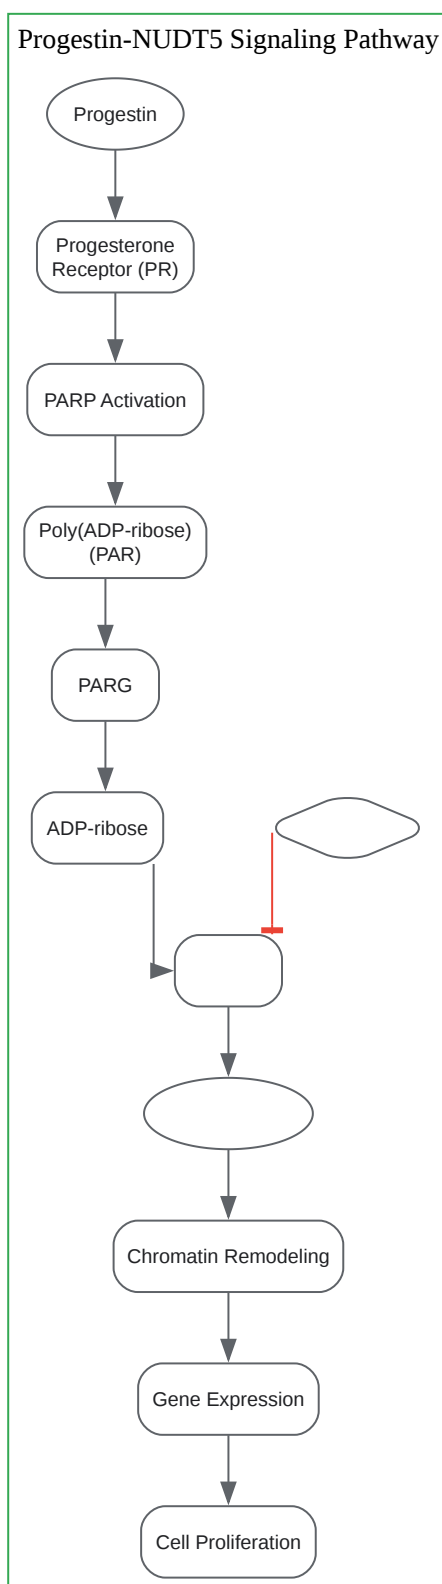 Progestin-NUDT5 Signaling Pathway
Progestin
Progesterone
Receptor (PR)
PARP Activation
Poly(ADP-ribose)
(PAR)
PARG
ADP-ribose
Chromatin Remodeling
Gene Expression
Cell Proliferation